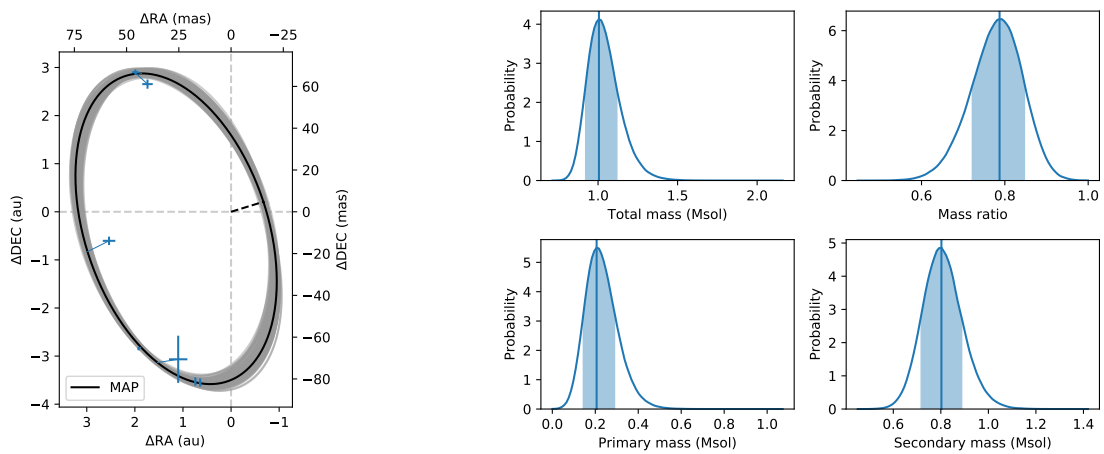 ΔRA (mas)
75 50 25 0 −25
3
2
1
0
−1
−2
−3
−4
ΔDEC (au)
60
40
20
0
−20
−40
−60
−80
ΔDEC (mas)
MAP
3 2 1 0 −1
ΔRA (au)
4
3
2
1
0
Probability
1.0 1.5 2.0
Total mass (Msol)
6
4
2
0
Probability
0.6 0.8 1.0
Mass ratio
5
4
3
2
1
0
Probability
0.0 0.2 0.4 0.6 0.8 1.0
Primary mass (Msol)
5
4
3
2
1
0
Probability
0.6 0.8 1.0 1.2 1.4
Secondary mass (Msol)